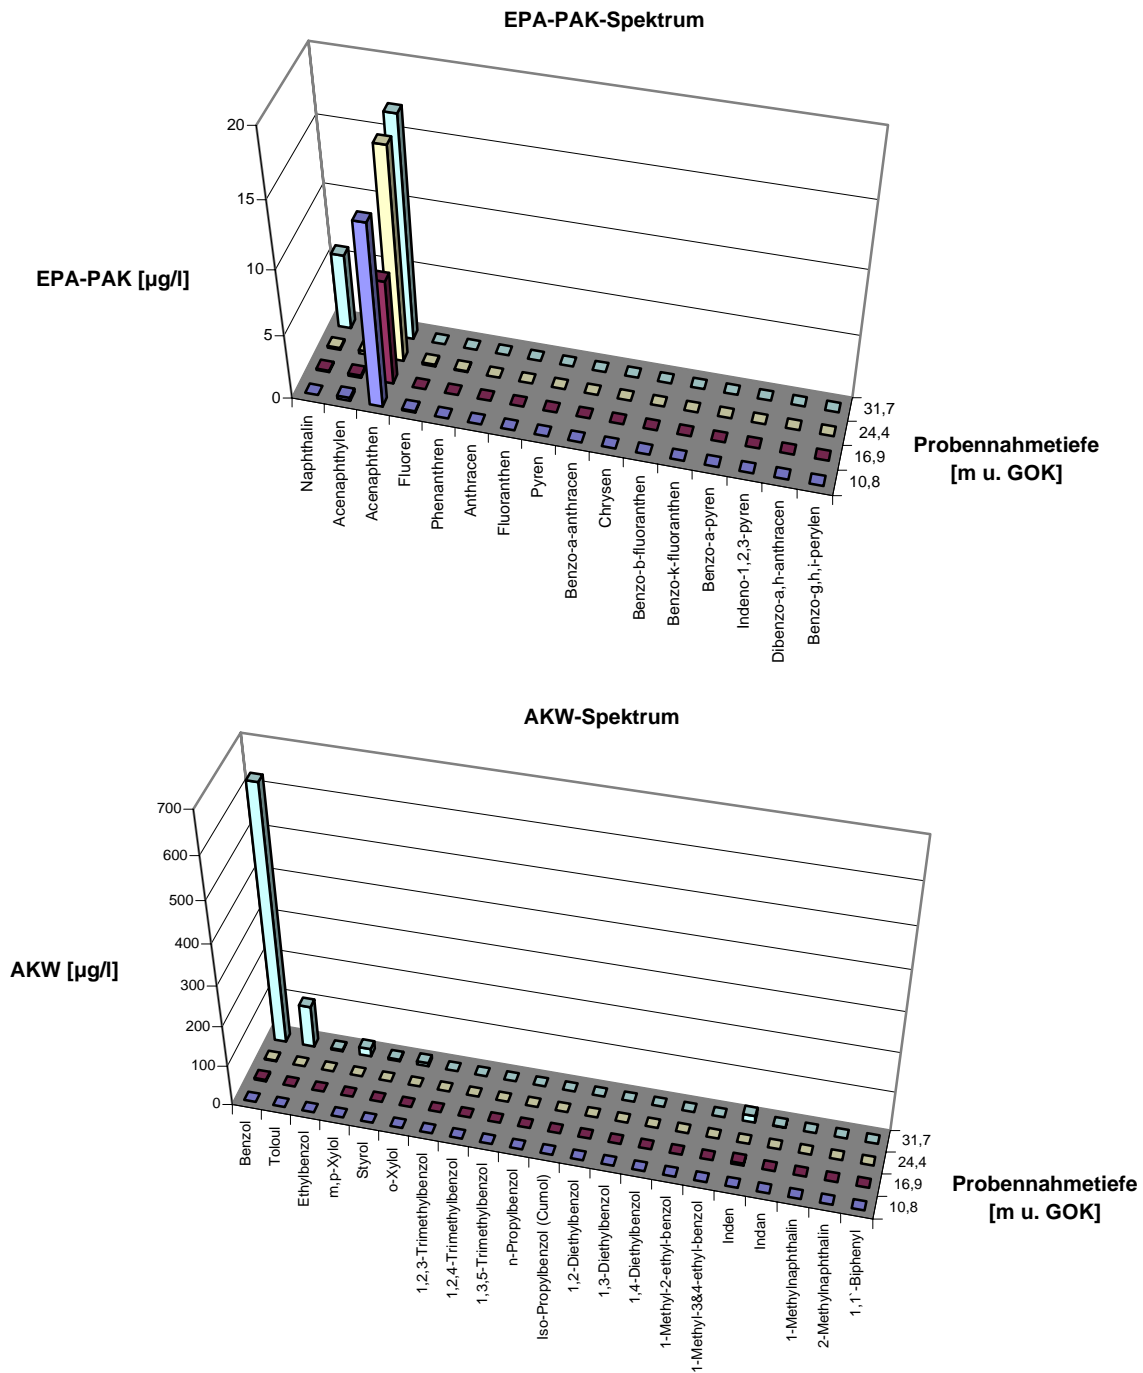 EPA-PAK-Spektrum
20
15
10
5
0
EPA-PAK [µg/l]
Naphthalin
Acenaphthylen
Acenaphthen
Fluoren
Phenanthren
Anthracen
Fluoranthen
Pyren
Benzo-a-anthracen
Chrysen
Benzo-b-fluoranthen
Benzo-k-fluoranthen
Benzo-a-pyren
Indeno-1,2,3-pyren
Dibenzo-a,h-anthracen
Benzo-g,h,i-perylen
31,7
24,4
16,9
10,8
Probennahmetiefe
[m u. GOK]
AKW-Spektrum
700
600
500
400
300
200
100
0
AKW [µg/l]
Benzol
Toloul
Ethylbenzol
m,p-Xylol
Styrol
o-Xylol
1,2,3-Trimethylbenzol
1,2,4-Trimethylbenzol
1,3,5-Trimethylbenzol
n-Propylbenzol
Iso-Propylbenzol (Cumol)
1,2-Diethylbenzol
1,3-Diethylbenzol
1,4-Diethylbenzol
1-Methyl-2-ethyl-benzol
1-Methyl-3&4-ethyl-benzol
Inden
Indan
1-Methylnaphthalin
2-Methylnaphthalin
1,1`-Biphenyl
31,7
24,4
16,9
10,8
Probennahmetiefe
[m u. GOK]